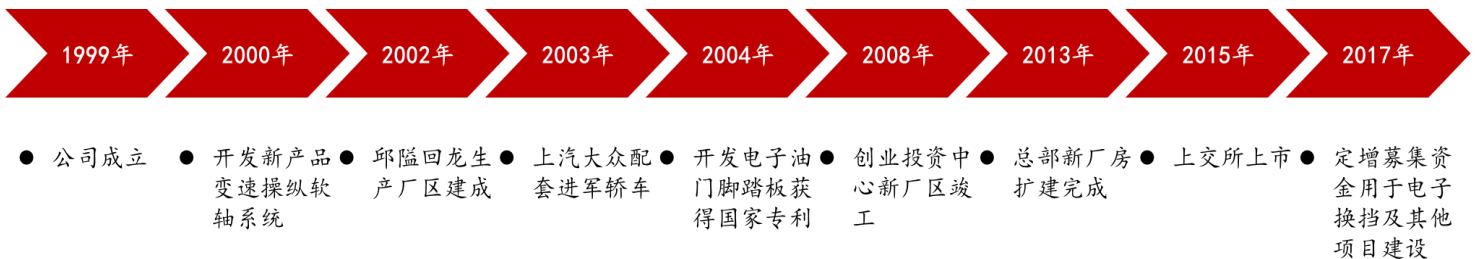 1999年
2000年
2002年
2003年
2004年
2008年
2013年
2015年
2017年
● 公司成立
● 开发新产品
变速操纵软
轴系统
● 邱隘回龙生
产厂区建成
● 上汽大众配
套进军轿车
● 开发电子油
门脚踏板获
得国家专利
● 创业投资中
心新厂区竣
工
● 总部新厂房
扩建完成
● 上交所上市
● 定增募集资
金用于电子
换挡及其他
项目建设